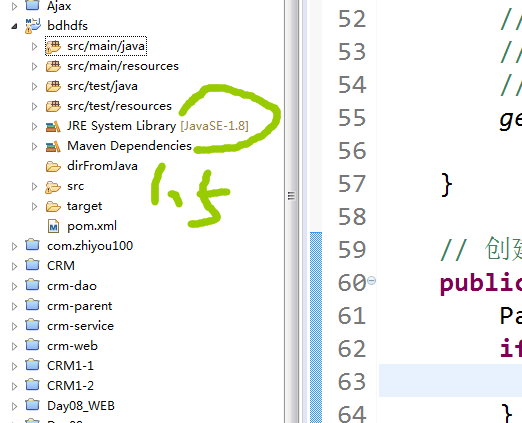 Ajax
bdhdfs
src/main/java
src/main/resources
src/test/java
src/test/resources
JRE System Library [JavaSE-1.8]
Maven Dependencies
dirFromJava
src
target
pom.xml
com.zhiyou100
CRM
crm-dao
crm-parent
crm-service
crm-web
CRM1-1
CRM1-2
Day08_WEB
1.5
52 //
53 //
54 //
55 ge
56
57 }
58
59 // 创建
60 public
61 Pa
62 if
63
64 }